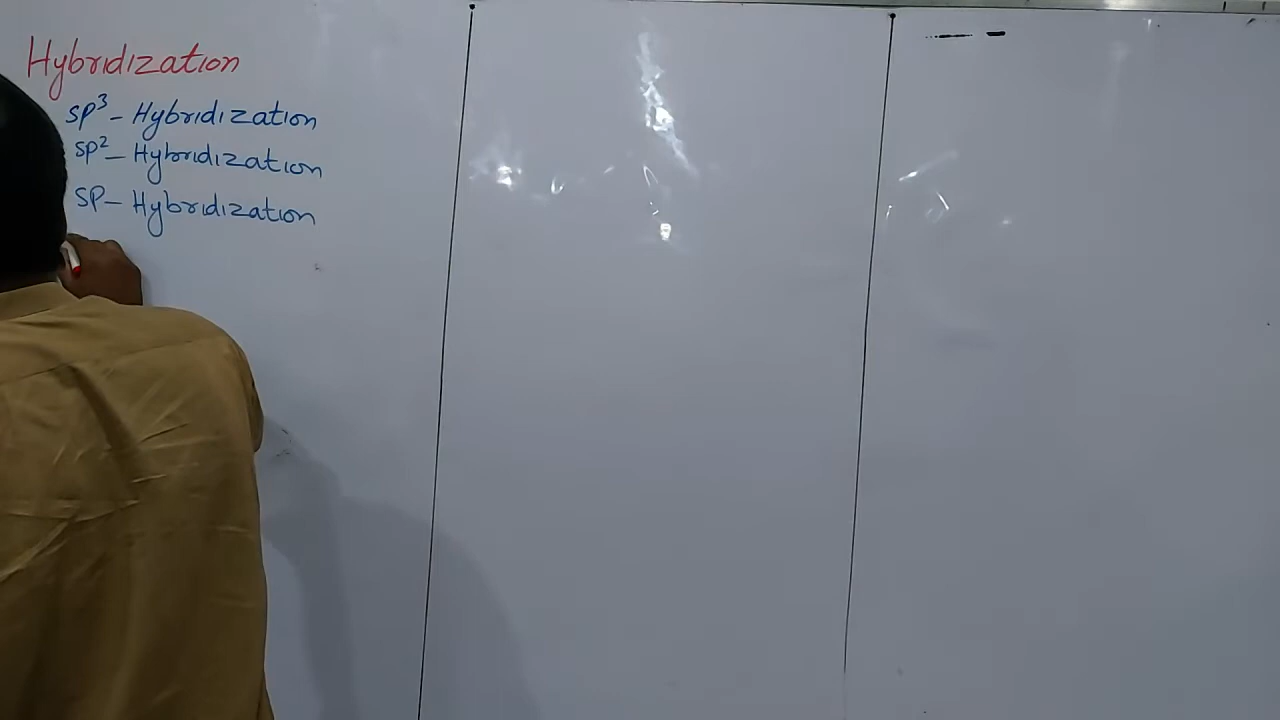 Hybridization
sp³ - Hybridization
sp² - Hybridization
sp - Hybridization